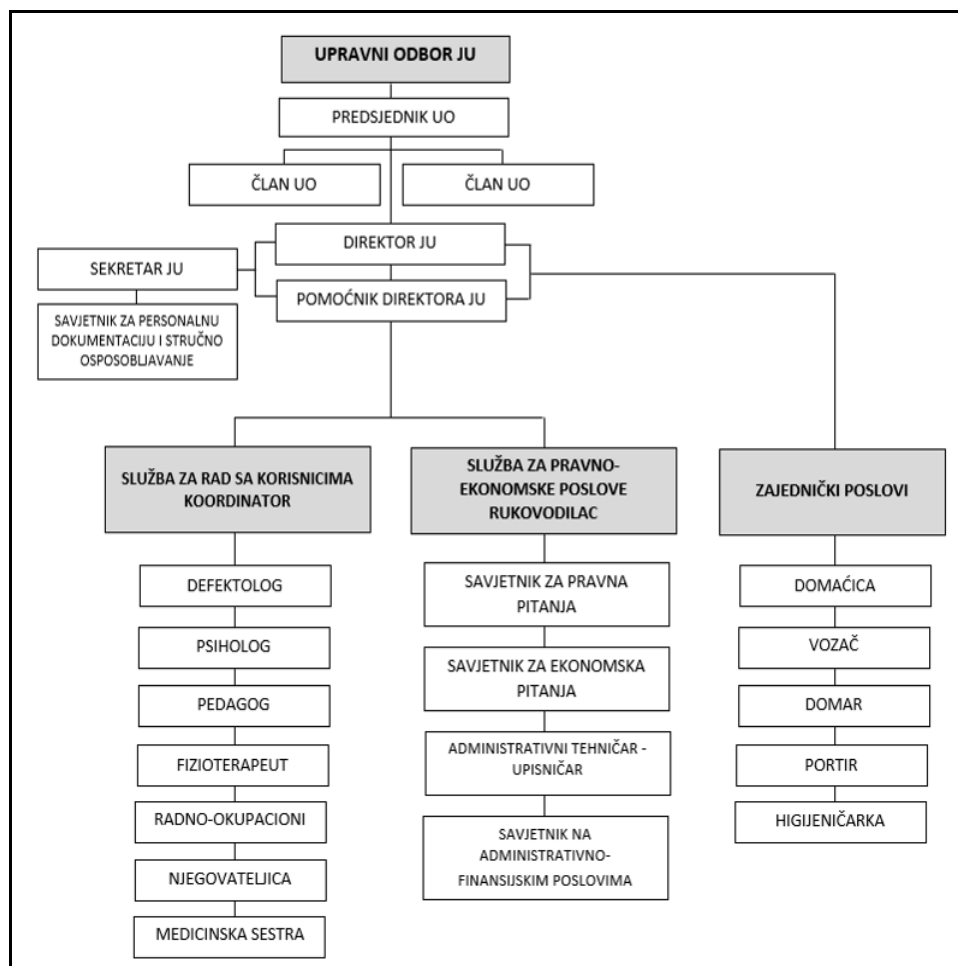 UPRAVNI ODBOR JU
PREDSJEDNIK UO
ČLAN UO
ČLAN UO
DIREKTOR JU
SEKRETAR JU
POMOĆNIK DIREKTORA JU
SAVJETNIK ZA PERSONALNU
DOKUMENTACIJU I STRUČNO
OSPOSOBLJAVANJE
SLUŽBA ZA RAD SA KORISNICIMA
KOORDINATOR
DEFEKTOLOG
PSIHOLOG
PEDAGOG
FIZIOTERAPEUT
RADNO-OKUPACIONI
NJEGOVATELJICA
MEDICINSKA SESTRA
SLUŽBA ZA PRAVNO-
EKONOMSKE POSLOVE
RUKOVODILAC
SAVJETNIK ZA PRAVNA
PITANJA
SAVJETNIK ZA EKONOMSKA
PITANJA
ADMINISTRATIVNI TEHNIČAR -
UPISNIČAR
SAVJETNIK NA
ADMINISTRATIVNO-
FINANSIJSKIM POSLOVIMA
ZAJEDNIČKI POSLOVI
DOMAĆICA
VOZAČ
DOMAR
PORTIR
HIGIJENIČARKA